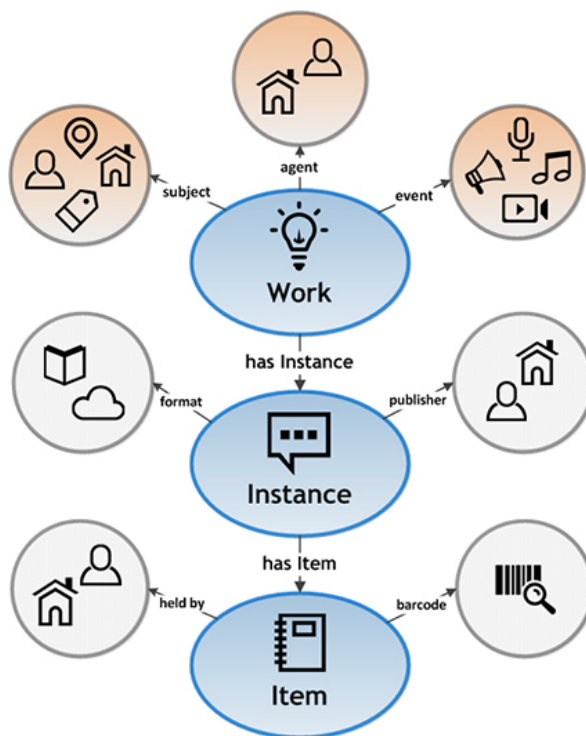 agent
subject
event
Work
has Instance
format
publisher
Instance
has Item
held by
barcode
Item